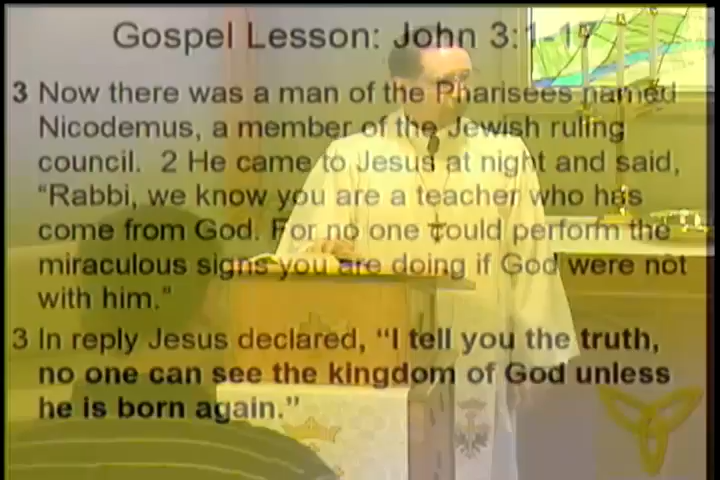 Gospel Lesson: John 3:1-17
3 Now there was a man of the Pharisees named
Nicodemus, a member of the Jewish ruling
council.  2 He came to Jesus at night and said,
“Rabbi, we know you are a teacher who has
come from God. For no one could perform the
miraculous signs you are doing if God were not
with him.”
3 In reply Jesus declared, “I tell you the truth,
no one can see the kingdom of God unless
he is born again.”